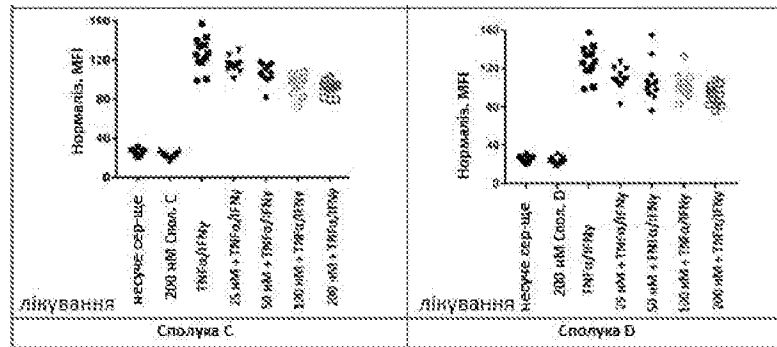 Нормаліз. MFI
160
120
80
40
0
несуче сер-ще
200 нМ Спол. C
TNFα/IFNγ
25 нМ + TNFα/IFNγ
50 нМ + TNFα/IFNγ
100 нМ + TNFα/IFNγ
200 нМ + TNFα/IFNγ
лікування
Сполука C
Нормаліз. MFI
160
120
80
40
0
несуче сер-ще
200 нМ Спол. D
TNFα/IFNγ
25 нМ + TNFα/IFNγ
50 нМ + TNFα/IFNγ
100 нМ + TNFα/IFNγ
200 нМ + TNFα/IFNγ
лікування
Сполука D